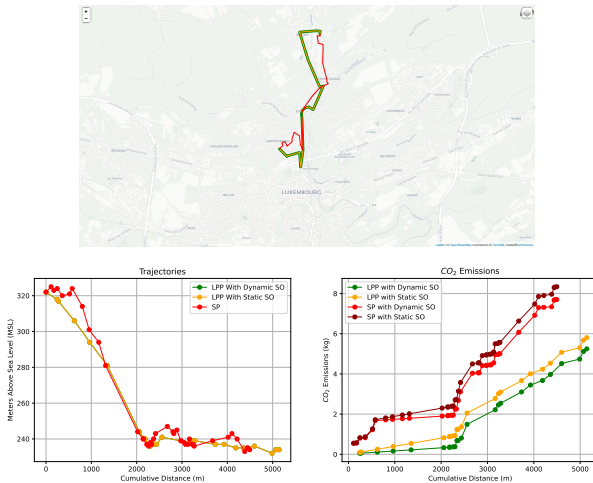 +
-
LUXEMBOURG
Trajectories
LPP With Dynamic SO
LPP With Static SO
SP
320
300
280
260
240
Meters Above Sea Level (MSL)
0 1000 2000 3000 4000 5000
Cumulative Distance (m)
CO2 Emissions
LPP with Dynamic SO
LPP with Static SO
SP with Dynamic SO
SP with Static SO
8
6
4
2
0
CO2 Emissions (kg)
0 1000 2000 3000 4000 5000
Cumulative Distance (m)